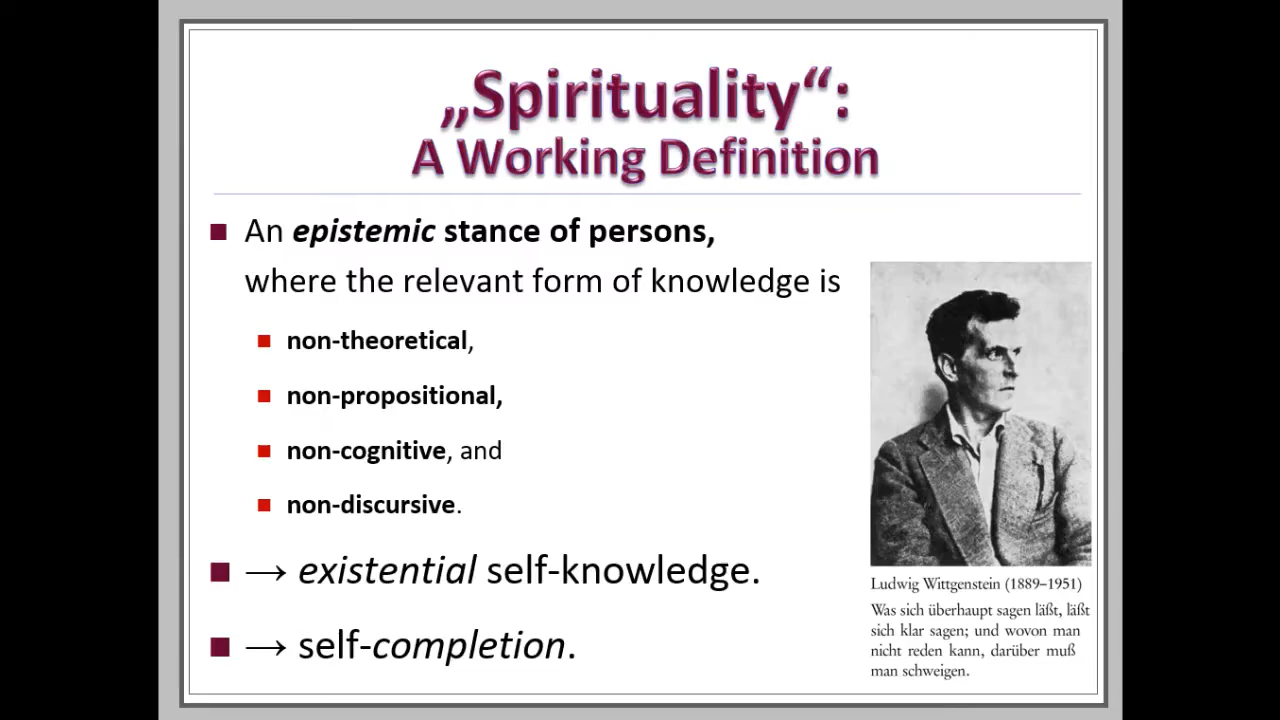 „Spirituality“:
A Working Definition
An epistemic stance of persons,
where the relevant form of knowledge is
non-theoretical,
non-propositional,
non-cognitive, and
non-discursive.
→ existential self-knowledge.
→ self-completion.
Ludwig Wittgenstein (1889–1951)
Was sich überhaupt sagen läßt, läßt
sich klar sagen; und wovon man
nicht reden kann, darüber muß
man schweigen.